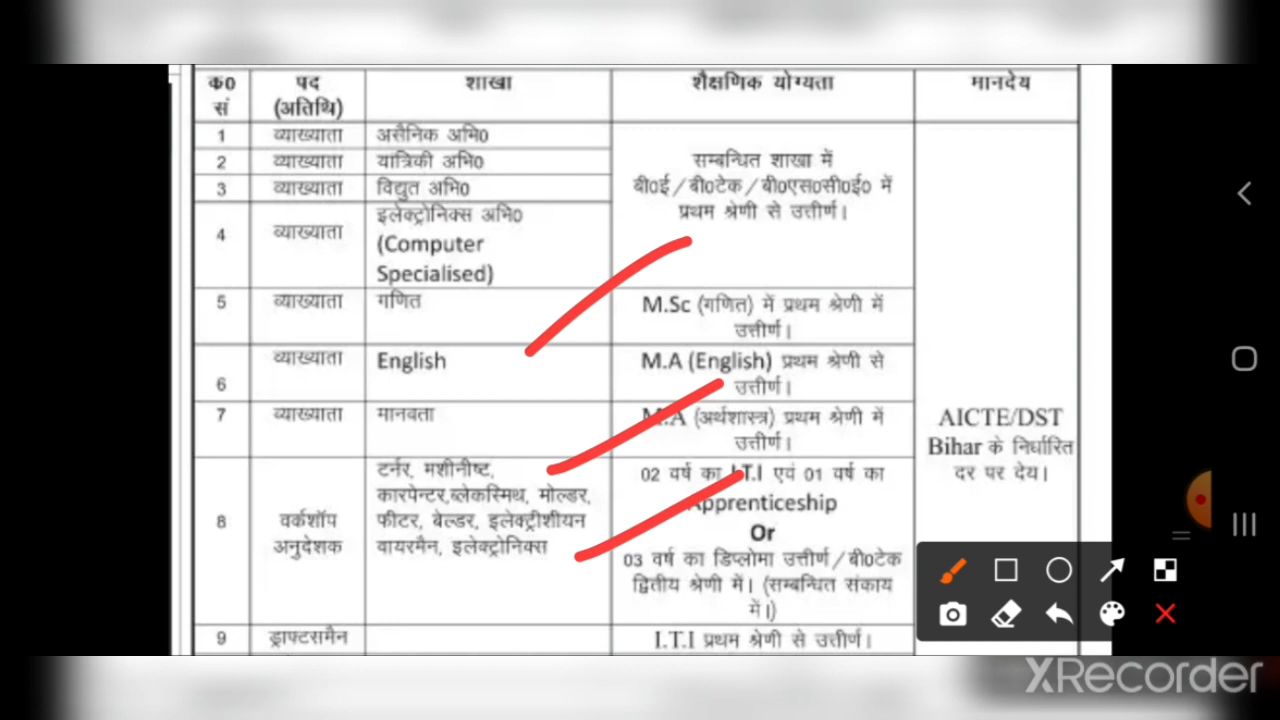 क0 सं
पद (अतिथि)
शाखा
शैक्षणिक योग्यता
मानदेय
1 व्याख्याता असैनिक अभि0
2 व्याख्याता यात्रिकी अभि0
3 व्याख्याता विद्युत अभि0
सम्बन्धित शाखा में
बी0ई/बी0टेक/बी0एस0सी0ई0 में
प्रथम श्रेणी से उत्तीर्ण।
4 व्याख्याता इलेक्ट्रोनिक्स अभि0
(Computer
Specialised)
5 व्याख्याता गणित M.Sc (गणित) में प्रथम श्रेणी में
उत्तीर्ण।
6 व्याख्याता English M.A (English) प्रथम श्रेणी से
उत्तीर्ण।
7 व्याख्याता मानवता M.A (अर्थशास्त्र) प्रथम श्रेणी में
उत्तीर्ण।
8 वर्कशॉप
अनुदेशक
टर्नर, मशीनीष्ट,
कारपेन्टर,ब्लेकस्मिथ, मोल्डर,
फीटर, बेल्डर, इलेक्ट्रीशीयन
वायरमैन, इलेक्ट्रोनिक्स
02 वर्ष का I.T.I एवं 01 वर्ष का
Apprenticeship
Or
03 वर्ष का डिप्लोमा उत्तीर्ण/बी0टेक
द्वितीय श्रेणी में। (सम्बन्धित संकाय
में।)
AICTE/DST
Bihar के निर्धारित
दर पर देय।
9 ड्राफ्टसमैन I.T.I प्रथम श्रेणी से उत्तीर्ण।
XRecorder